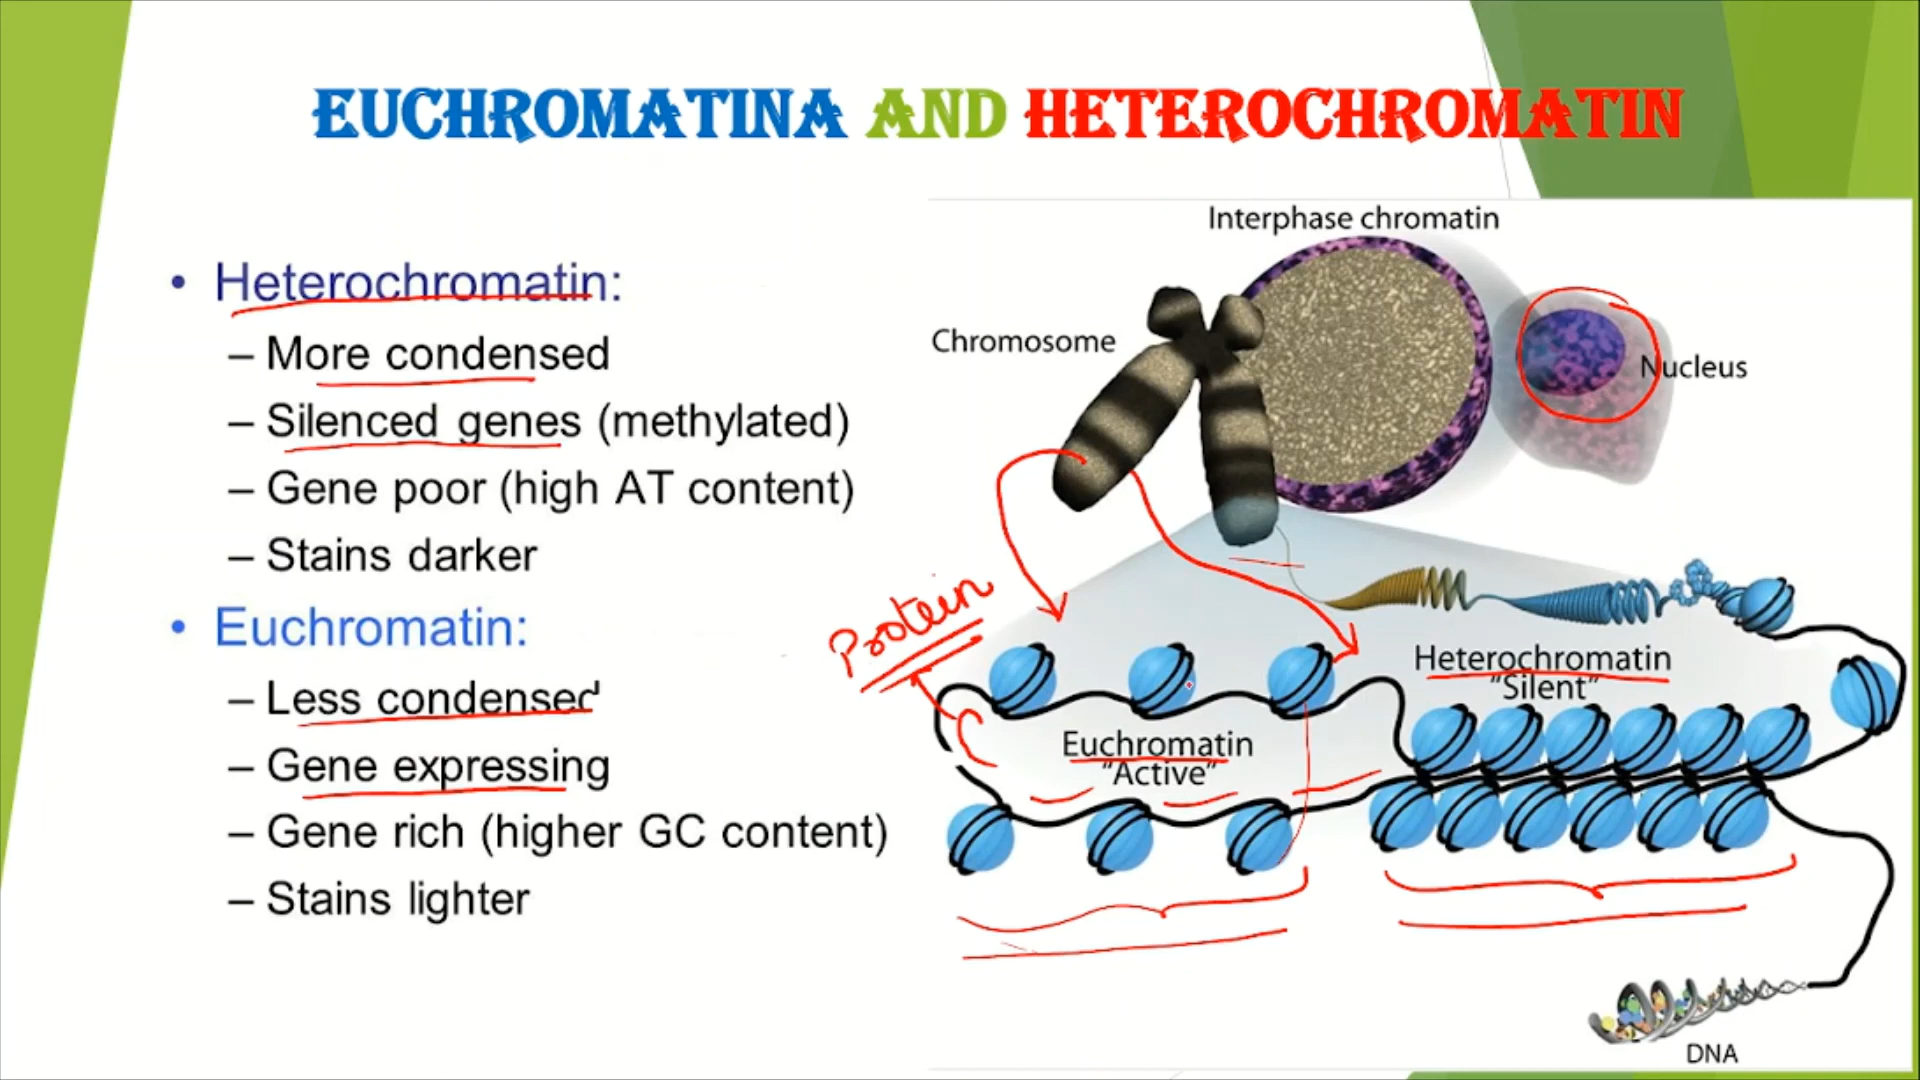 EUCHROMATINA AND HETEROCHROMATIN
• Heterochromatin:
– More condensed
– Silenced genes (methylated)
– Gene poor (high AT content)
– Stains darker
• Euchromatin:
– Less condensed
– Gene expressing
– Gene rich (higher GC content)
– Stains lighter
Interphase chromatin
Chromosome
Nucleus
Protein
Heterochromatin
“Silent”
Euchromatin
“Active”
DNA